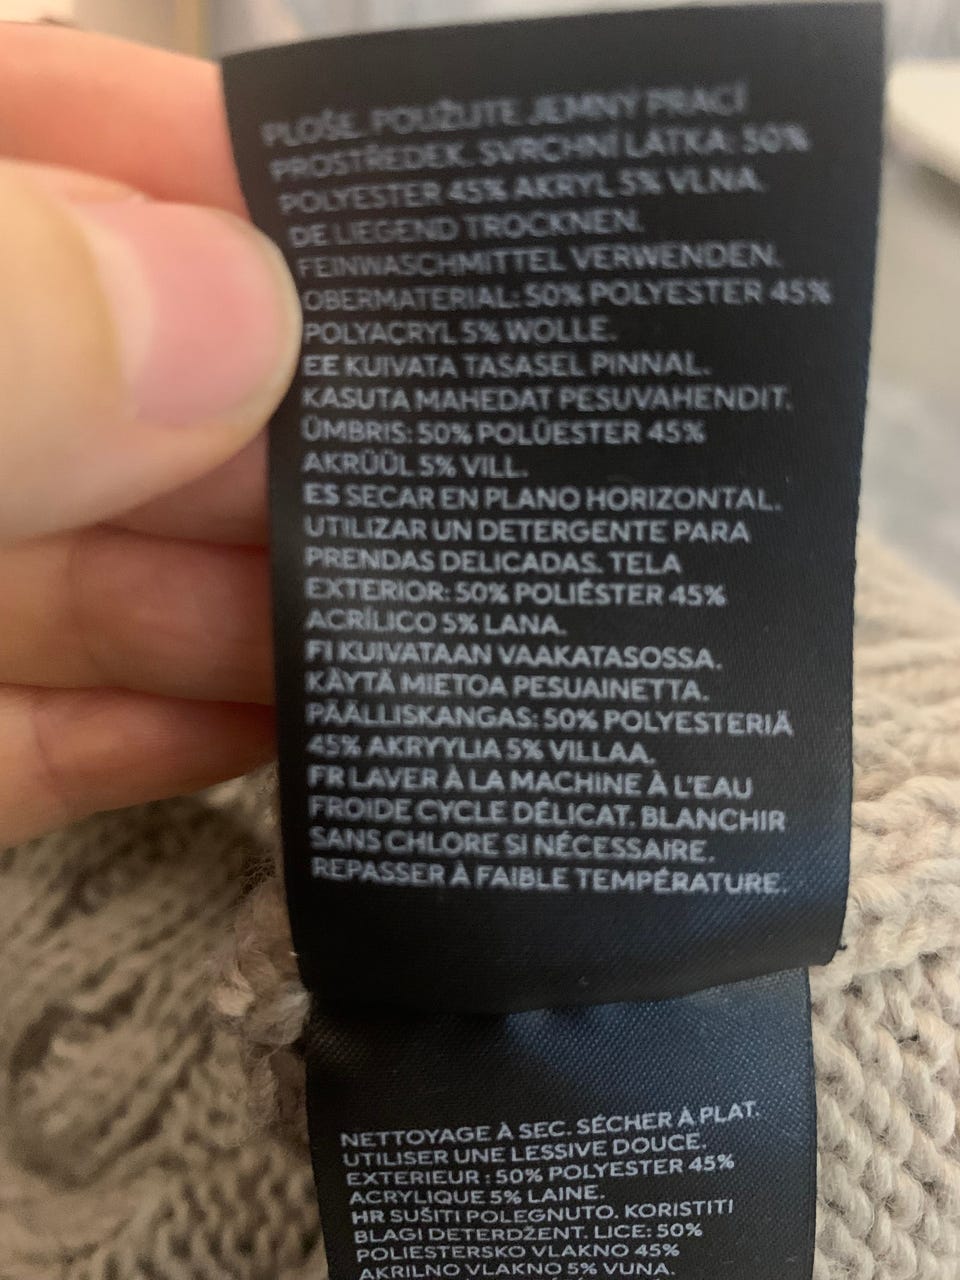 PLOŠE. POUŽIJTE JEMNÝ PRACÍ
PROSTŘEDEK. SVRCHNÍ LÁTKA: 50%
POLYESTER 45% AKRYL 5% VLNA.
DE LIEGEND TROCKNEN.
FEINWASCHMITTEL VERWENDEN.
OBERMATERIAL: 50% POLYESTER 45%
POLYACRYL 5% WOLLE.
EE KUIVATA TASASEL PINNAL.
KASUTA MAHEDAT PESUVAHENDIT.
ÜMBRIS: 50% POLÜESTER 45%
AKRÜÜL 5% VILL.
ES SECAR EN PLANO HORIZONTAL.
UTILIZAR UN DETERGENTE PARA
PRENDAS DELICADAS. TELA
EXTERIOR: 50% POLIÉSTER 45%
ACRÍLICO 5% LANA.
FI KUIVATAAN VAAKATASOSSA.
KÄYTÄ MIETOA PESUAINETTA.
PÄÄLLISKANGAS: 50% POLYESTERIÄ
45% AKRYYLIA 5% VILLAA.
FR LAVER À LA MACHINE À L'EAU
FROIDE CYCLE DÉLICAT. BLANCHIR
SANS CHLORE SI NÉCESSAIRE.
REPASSER À FAIBLE TEMPÉRATURE.
NETTOYAGE À SEC. SÉCHER À PLAT.
UTILISER UNE LESSIVE DOUCE.
EXTERIEUR : 50% POLYESTER 45%
ACRYLIQUE 5% LAINE.
HR SUŠITI POLEGNUTO. KORISTITI
BLAGI DETERDŽENT. LICE: 50%
POLIESTERSKO VLAKNO 45%
AKRILNO VLAKNO 5% VUNA.